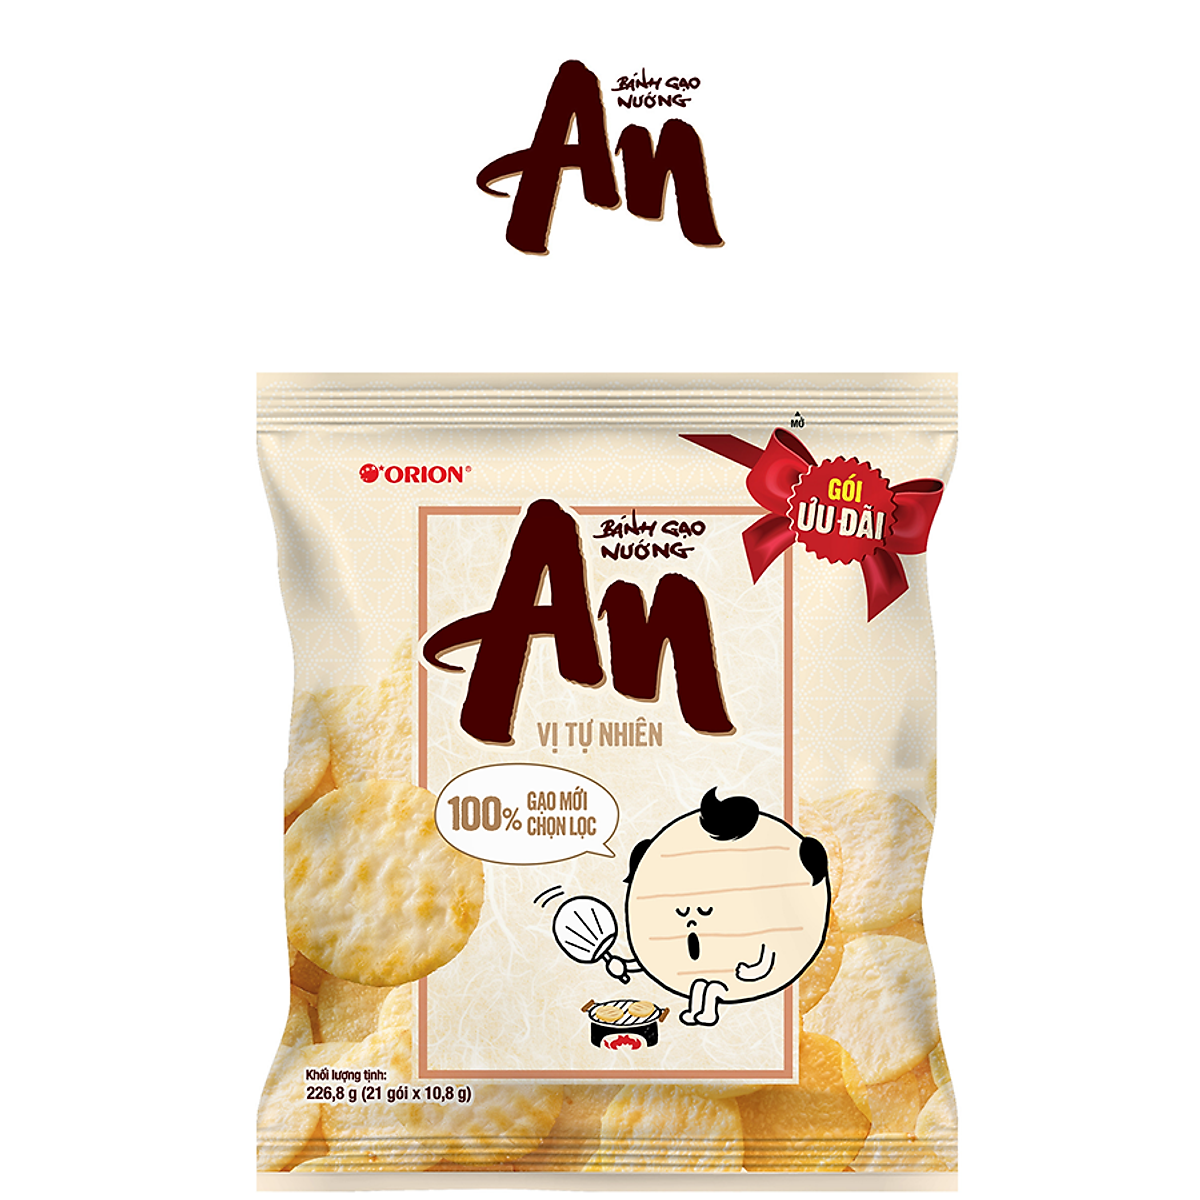 BÁNH GẠO
NƯỚNG
An
MỞ
ORION®
GÓI
ƯU ĐÃI
BÁNH GẠO
NƯỚNG
An
VỊ TỰ NHIÊN
100% GẠO MỚI
CHỌN LỌC
Khối lượng tịnh:
226,8 g (21 gói x 10,8 g)